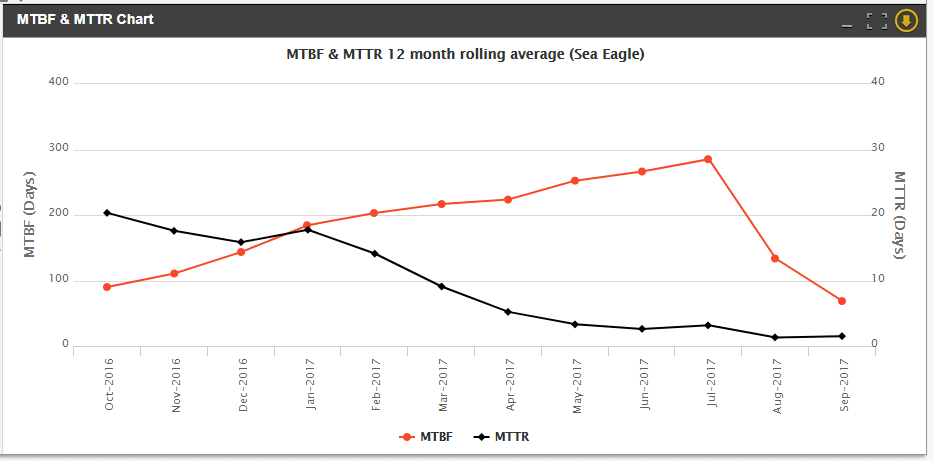 MTBF & MTTR Chart
MTBF & MTTR 12 month rolling average (Sea Eagle)
400
300
200
100
0
MTBF (Days)
40
30
20
10
0
MTTR (Days)
Oct-2016
Nov-2016
Dec-2016
Jan-2017
Feb-2017
Mar-2017
Apr-2017
May-2017
Jun-2017
Jul-2017
Aug-2017
Sep-2017
MTBF
MTTR